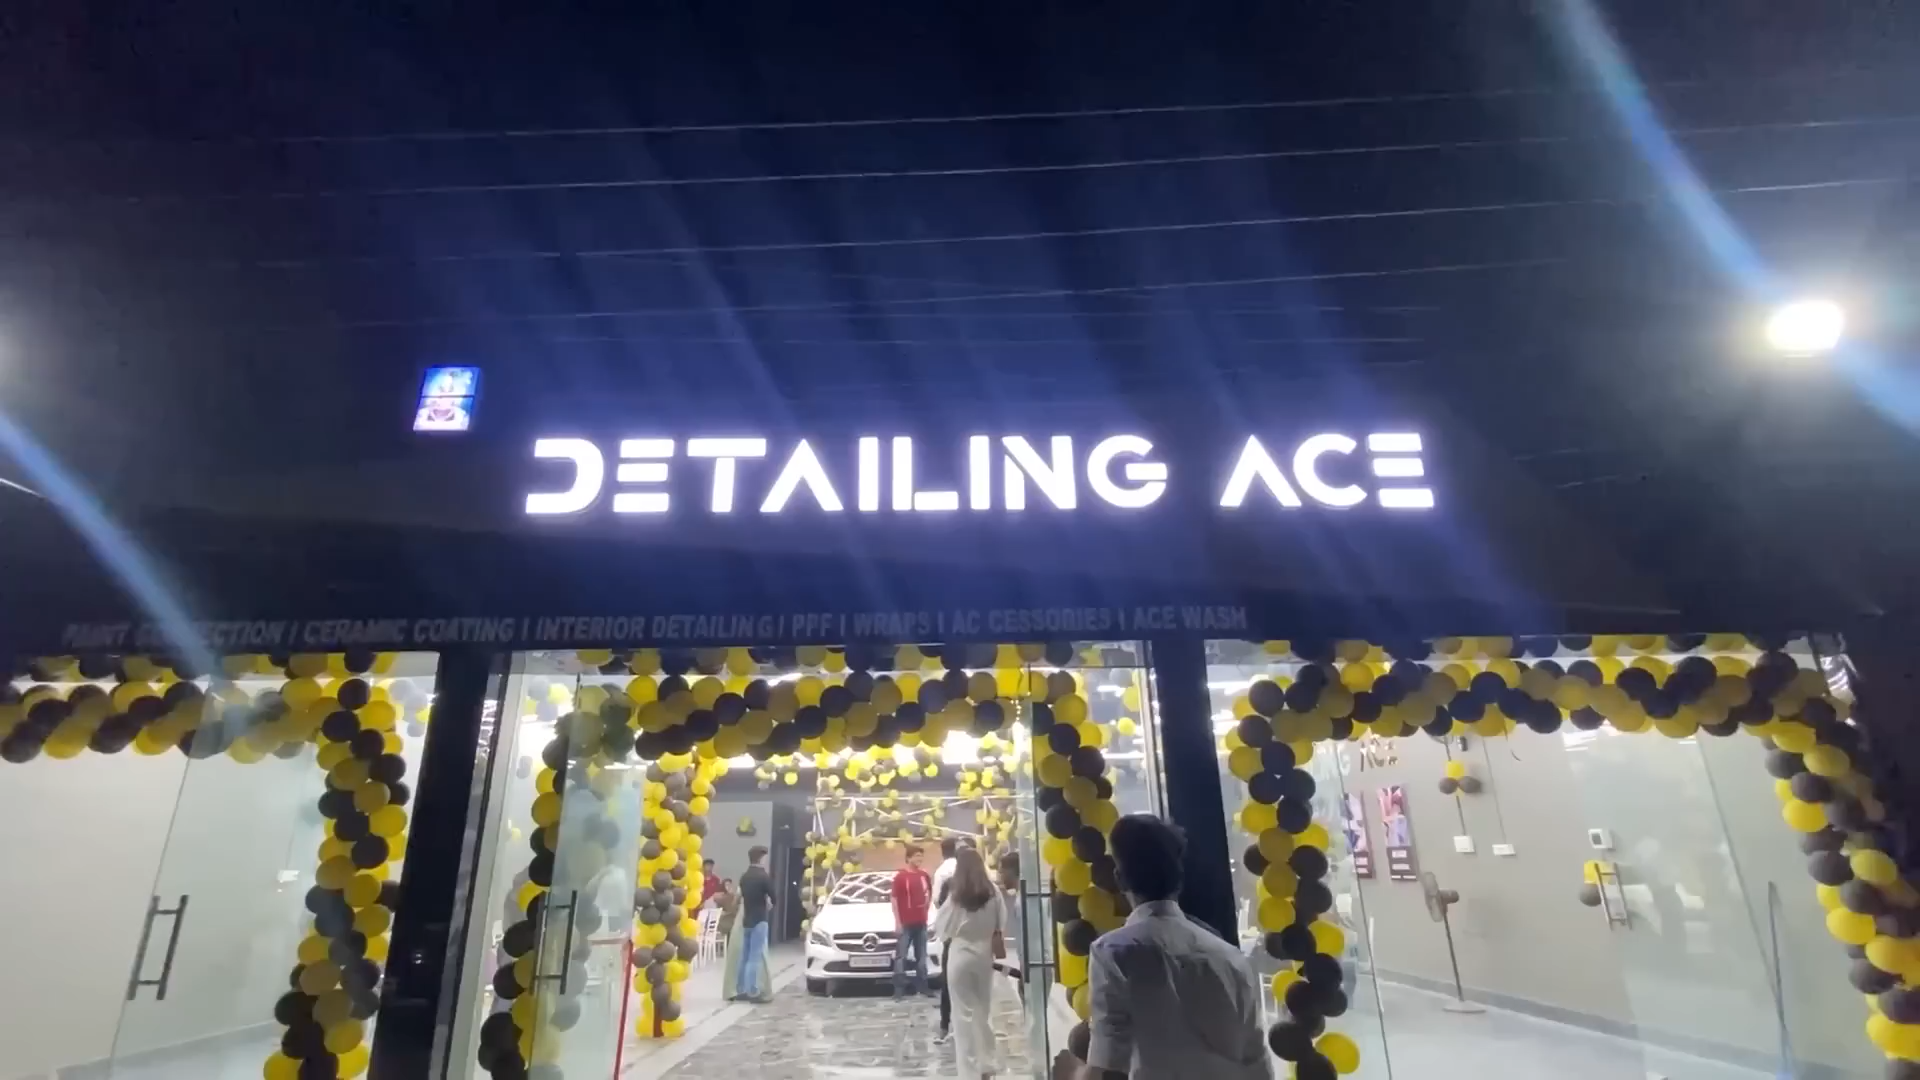 DETAILING ACE
PAINT CORRECTION | CERAMIC COATING | INTERIOR DETAILING | PPF | WRAPS | AC CESSORIES | ACE WASH